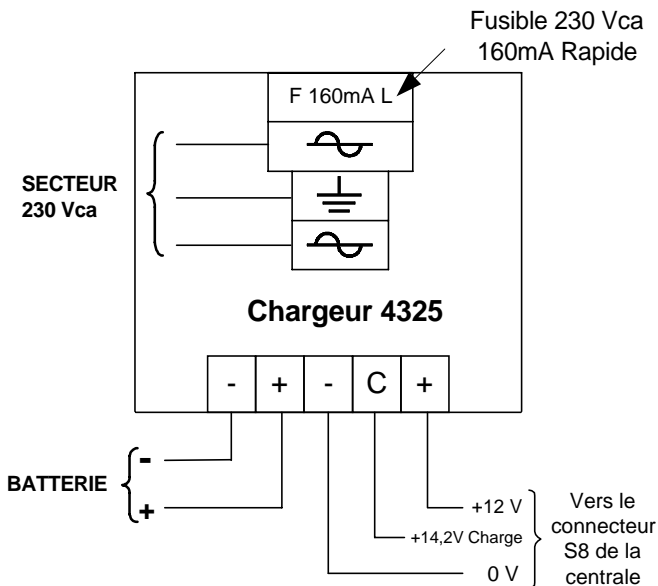 Fusible 230 Vca
160mA Rapide
F 160mA L
SECTEUR
230 Vca
Chargeur 4325
- + - C +
BATTERIE
-
+
+12 V
+14,2V Charge
0 V
Vers le
connecteur
S8 de la
centrale